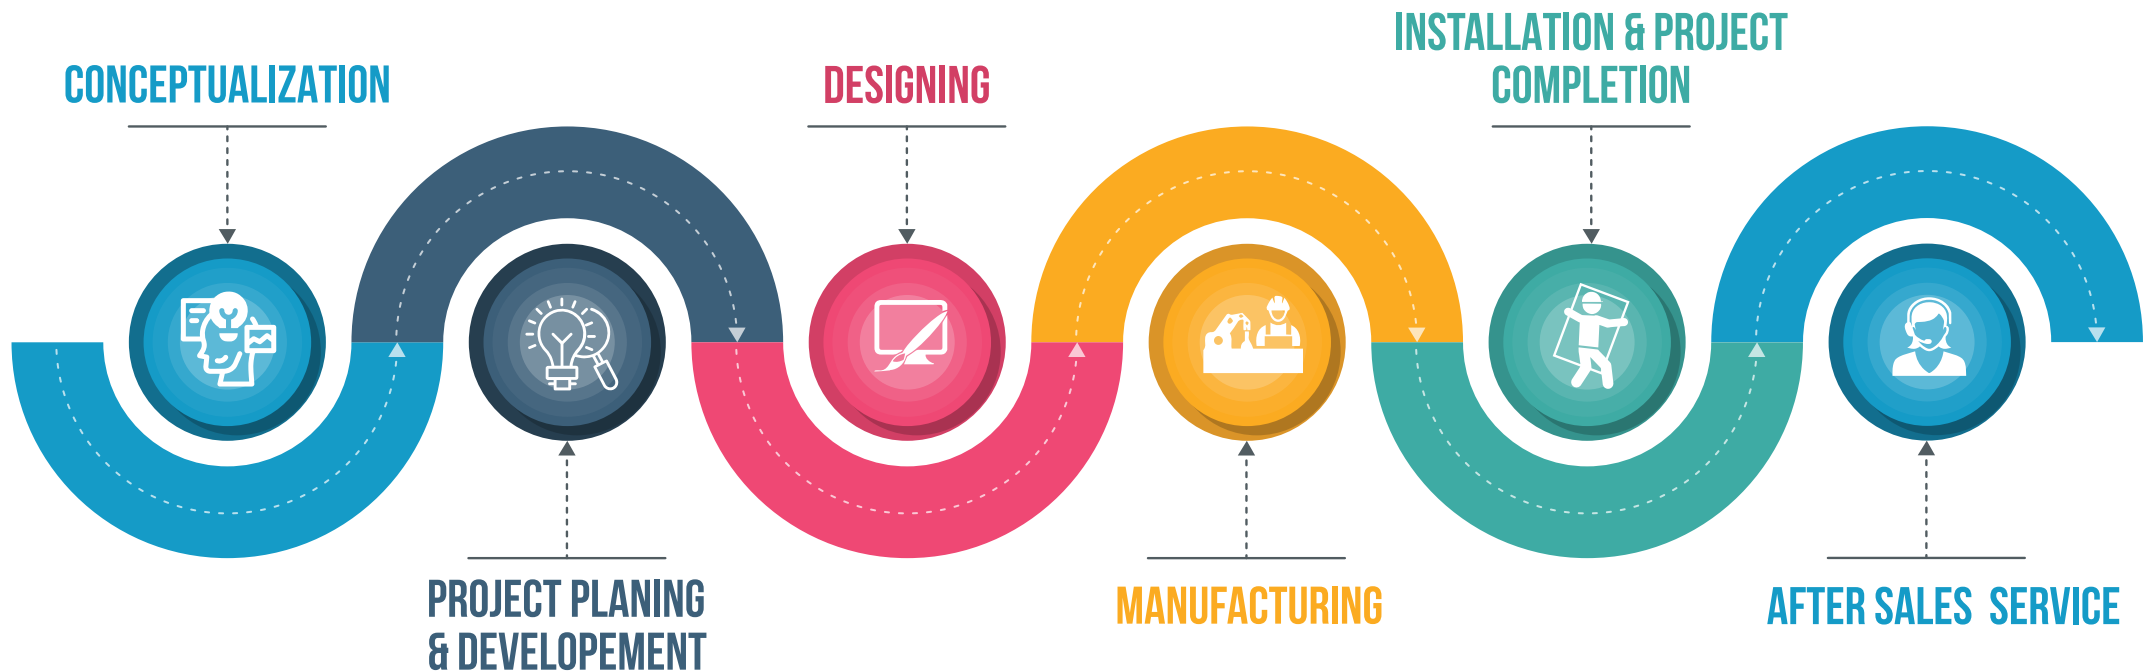 CONCEPTUALIZATION
PROJECT PLANING
& DEVELOPEMENT
DESIGNING
MANUFACTURING
INSTALLATION & PROJECT
COMPLETION
AFTER SALES SERVICE